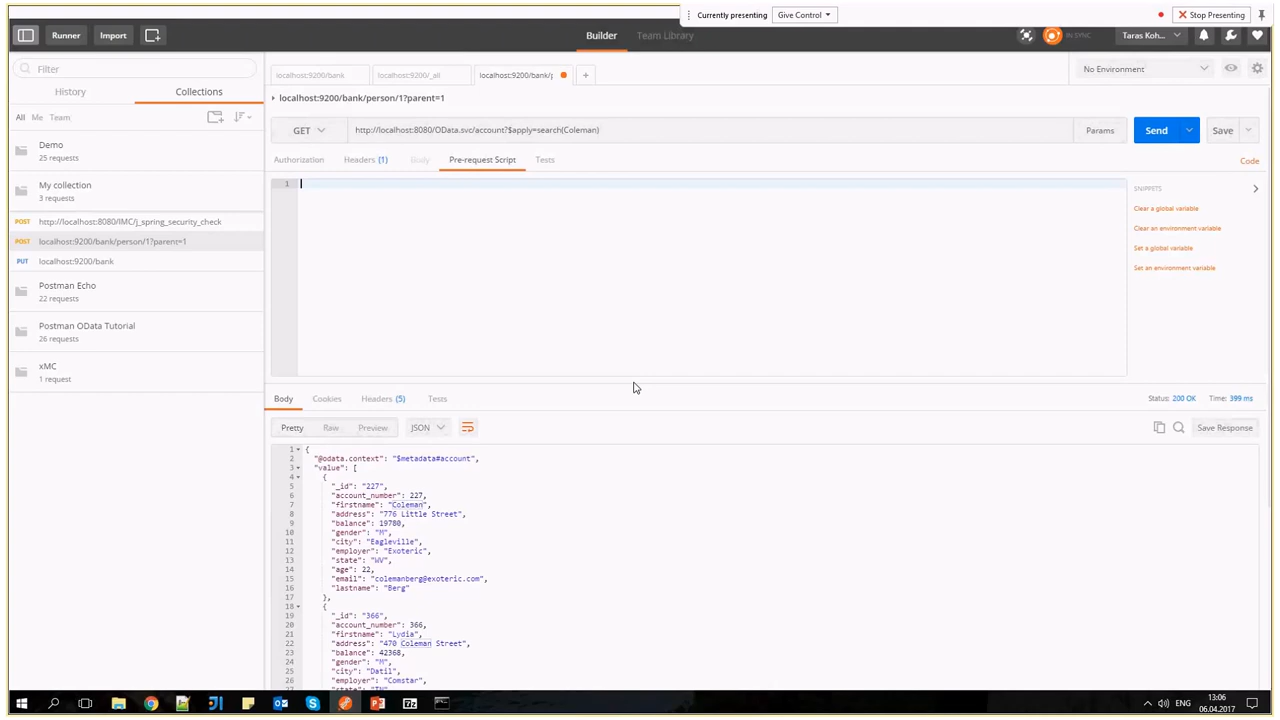 Currently presenting
Give Control
Stop Presenting
Runner
Import
Builder
Team Library
IN SYNC
Taras Koh...
Filter
localhost:9200/bank
localhost:9200/_all
localhost:9200/bank/p
+
No Environment
History
Collections
localhost:9200/bank/person/1?parent=1
All Me Team
GET
http://localhost:8080/OData.svc/account?$apply=search(Coleman)
Params
Send
Save
Demo
25 requests
Authorization
Headers (1)
Body
Pre-request Script
Tests
Code
My collection
3 requests
1
SNIPPETS
Clear a global variable
Clear an environment variable
Set a global variable
Set an environment variable
POST http://localhost:8080/IMC/j_spring_security_check
POST localhost:9200/bank/person/1?parent=1
PUT localhost:9200/bank
Postman Echo
22 requests
Postman OData Tutorial
26 requests
xMC
1 request
Body
Cookies
Headers (5)
Tests
Status: 200 OK
Time: 399 ms
Pretty
Raw
Preview
JSON
Save Response
1 {
2 "@odata.context": "$metadata#account",
3 "value": [
4 {
5 "_id": "227",
6 "account_number": 227,
7 "firstname": "Coleman",
8 "address": "776 Little Street",
9 "balance": 19780,
10 "gender": "M",
11 "city": "Eagleville",
12 "employer": "Exoteric",
13 "state": "WV",
14 "age": 22,
15 "email": "colemanberg@exoteric.com",
16 "lastname": "Berg"
17 },
18 {
19 "_id": "366",
20 "account_number": 366,
21 "firstname": "Lydia",
22 "address": "470 Coleman Street",
23 "balance": 42368,
24 "gender": "M",
25 "city": "Datil",
26 "employer": "Comstar",
ENG
13:06
06.04.2017